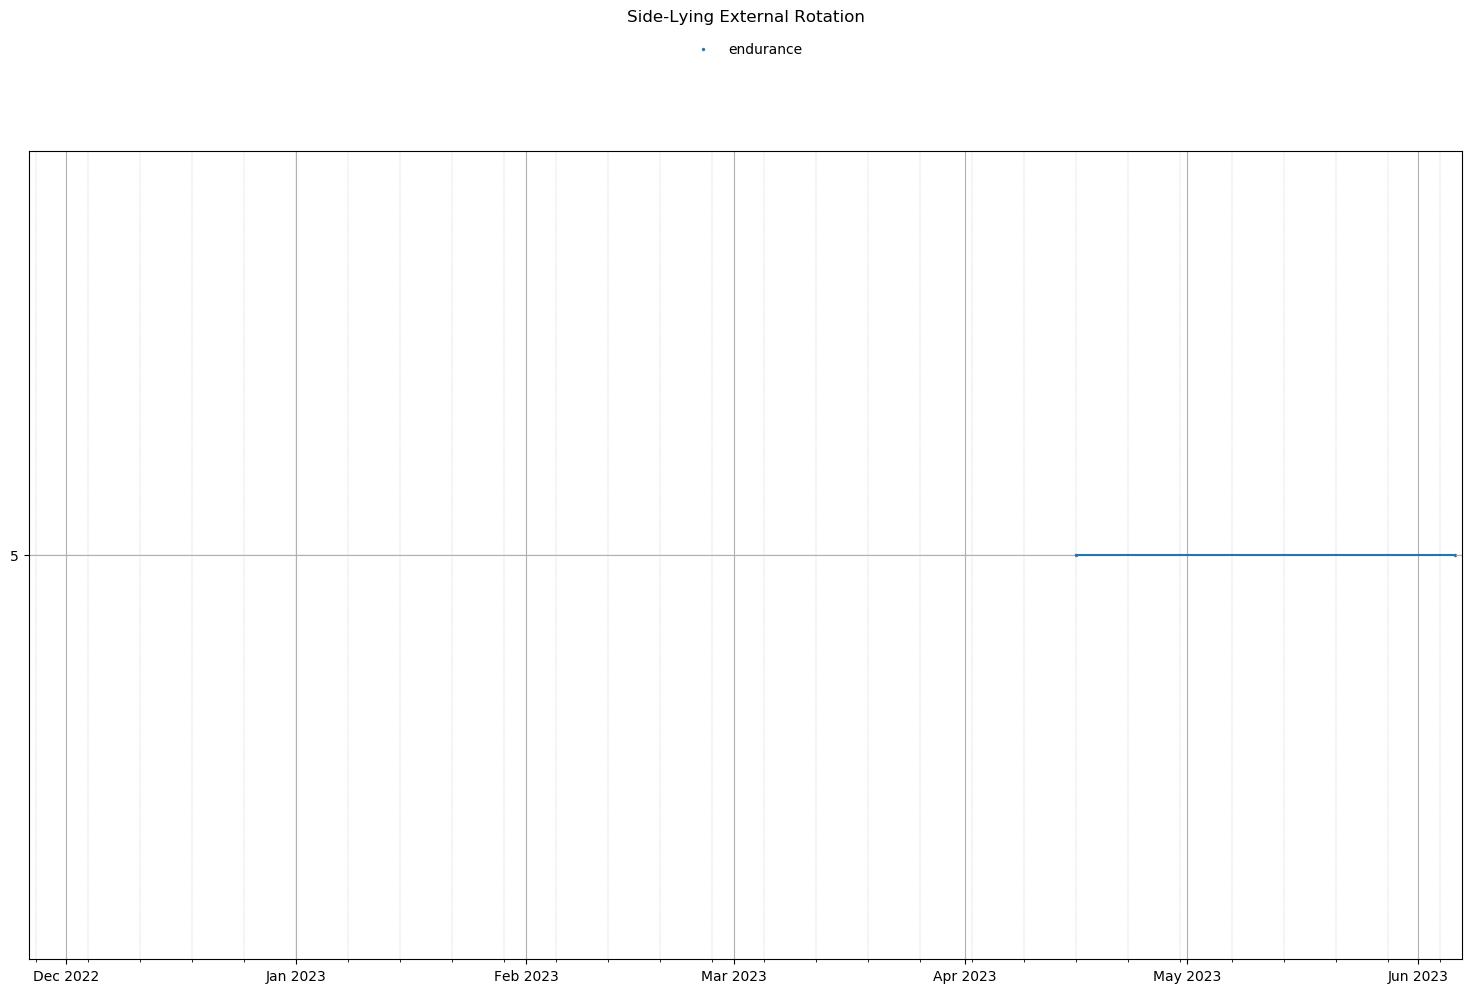 Side-Lying External Rotation
endurance
5
Dec 2022
Jan 2023
Feb 2023
Mar 2023
Apr 2023
May 2023
Jun 2023